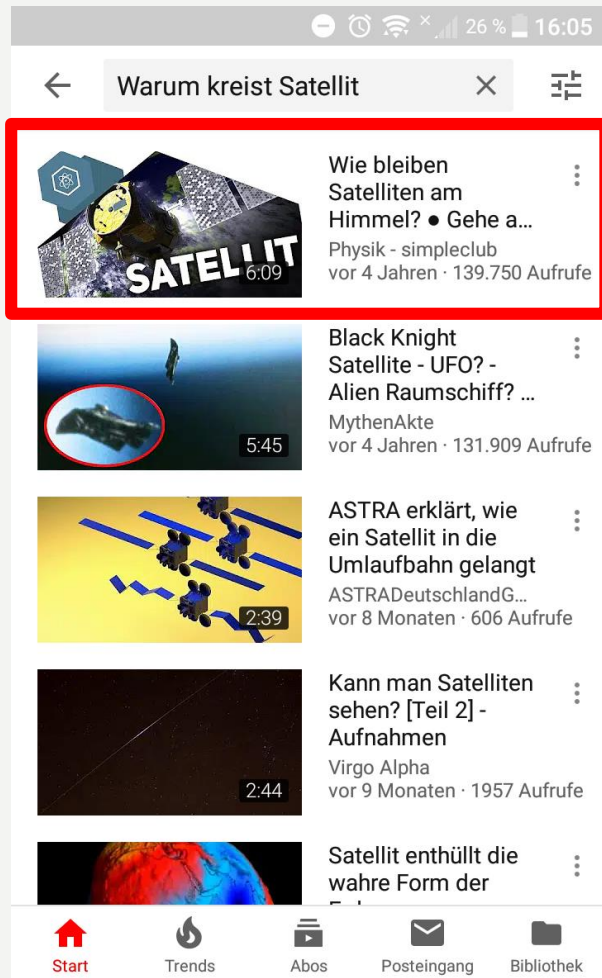 26 % 16:05
Warum kreist Satellit
SATELLIT
6:09
Wie bleiben
Satelliten am
Himmel? ● Gehe a...
Physik - simpleclub
vor 4 Jahren · 139.750 Aufrufe
5:45
Black Knight
Satellite - UFO? -
Alien Raumschiff? ...
MythenAkte
vor 4 Jahren · 131.909 Aufrufe
2:39
ASTRA erklärt, wie
ein Satellit in die
Umlaufbahn gelangt
ASTRADeutschlandG...
vor 8 Monaten · 606 Aufrufe
2:44
Kann man Satelliten
sehen? [Teil 2] -
Aufnahmen
Virgo Alpha
vor 9 Monaten · 1957 Aufrufe
Satellit enthüllt die
wahre Form der
Start Trends Abos Posteingang Bibliothek